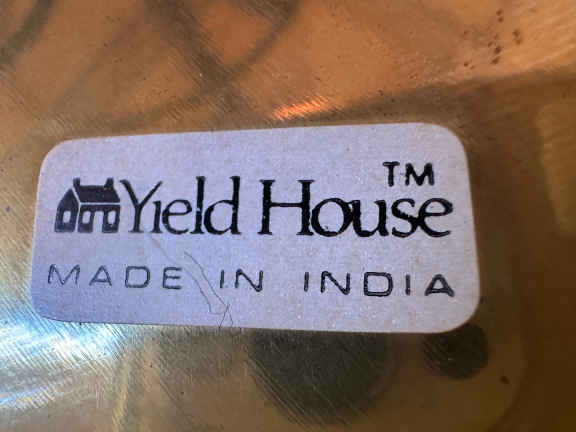 TM
Yield House
MADE IN INDIA